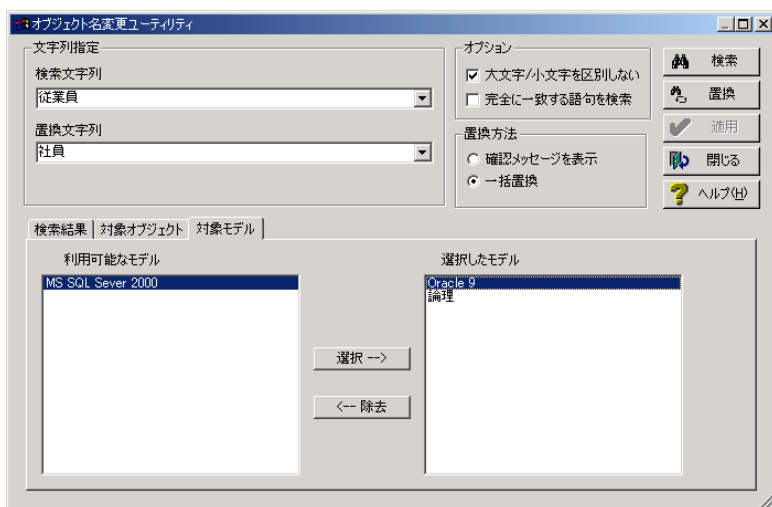 オブジェクト名変更ユーティリティ
文字列指定
検索文字列
従業員
置換文字列
社員
オプション
大文字/小文字を区別しない
完全に一致する語句を検索
置換方法
確認メッセージを表示
一括置換
検索
置換
適用
閉じる
ヘルプ(H)
検索結果 対象オブジェクト 対象モデル
利用可能なモデル
MS SQL Sever 2000
選択 -->
<-- 除去
選択したモデル
Oracle 9
論理